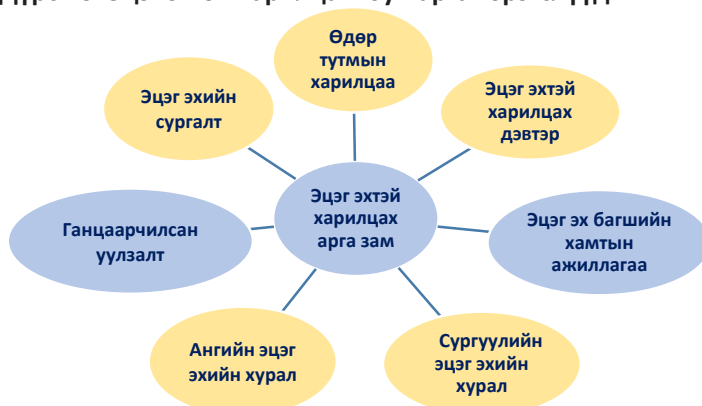 Өдөр
тутмын
харилцаа
Эцэг эхийн
сургалт
Эцэг эхтэй
харилцах
дэвтэр
Эцэг эхтэй
харилцах
арга зам
Ганцаарчилсан
уулзалт
Эцэг эх багшийн
хамтын
ажиллагаа
Ангийн эцэг
эхийн хурал
Сургуулийн
эцэг эхийн
хурал